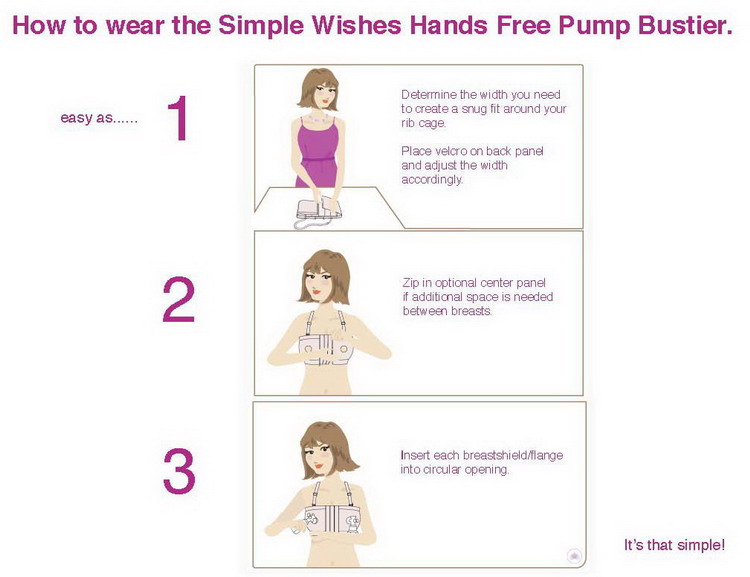 How to wear the Simple Wishes Hands Free Pump Bustier.
easy as......
1
Determine the width you need
to create a snug fit around your
rib cage.
Place velcro on back panel
and adjust the width
accordingly.
2
Zip in optional center panel
if additional space is needed
between breasts.
3
Insert each breastshield/flange
into circular opening.
It's that simple!